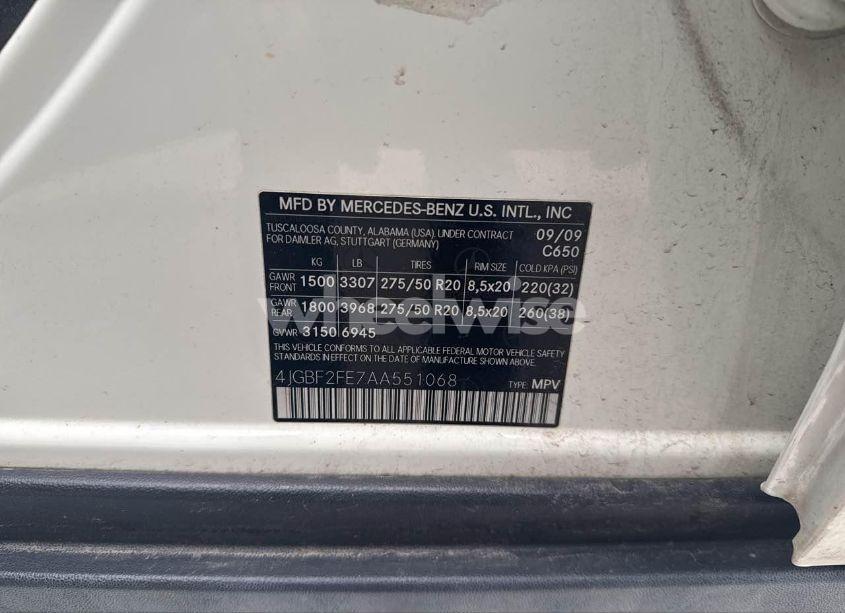 MFD BY MERCEDES-BENZ U.S. INTL., INC
TUSCALOOSA COUNTY, ALABAMA (USA). UNDER CONTRACT 09/09
FOR DAIMLER AG, STUTTGART (GERMANY) C650
KG LB TIRES RIM SIZE COLD KPA (PSI)
GAWR FRONT 1500 3307 275/50 R20 8,5x20 220(32)
GAWR REAR 1800 3968 275/50 R20 8,5x20 260(38)
GVWR 3150 6945
wheelwise
THIS VEHICLE CONFORMS TO ALL APPLICABLE FEDERAL MOTOR VEHICLE SAFETY
STANDARDS IN EFFECT ON THE DATE OF MANUFACTURE SHOWN ABOVE.
4JGBF2FE7AA551068 TYPE: MPV